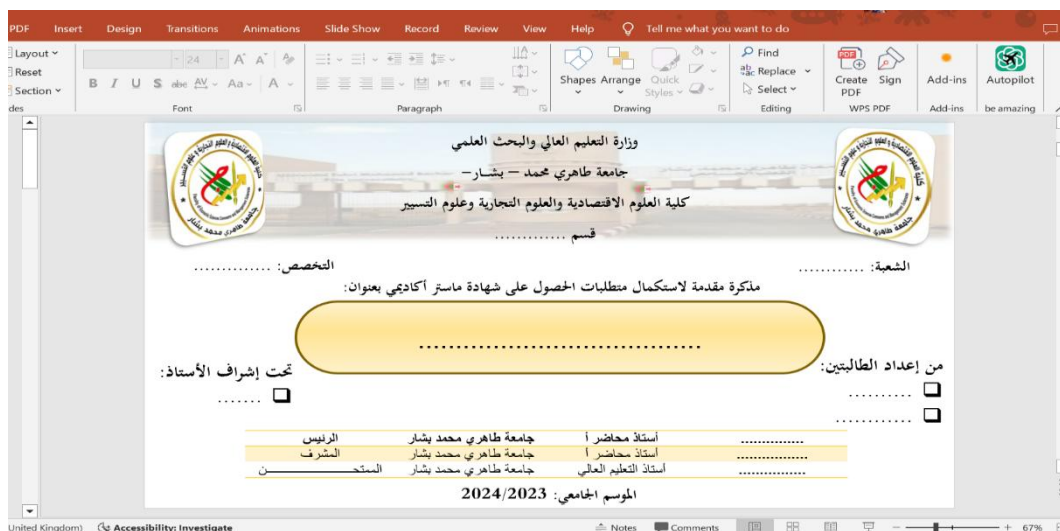 PDF Insert Design Transitions Animations Slide Show Record Review View Help Tell me what you want to do
Layout
Reset
Section
24
Font
Paragraph
Shapes Arrange Quick Styles
Drawing
Find
Replace
Select
Editing
Create PDF Sign
WPS PDF
Add-ins
Add-ins
Autopilot
be amazing
وزارة التعليم العالي والبحث العلمي
جامعة طاهري محمد – بشــار–
كلية العلوم الاقتصادية والعلوم التجارية وعلوم التسيير
قسم .............
الشعبة: ............ التخصص: ..............
مذكرة مقدمة لاستكمال متطلبات الحصول على شهادة ماستر أكاديمي بعنوان:
......................................
من إعداد الطالبتين:
..........
............
تحت إشراف الأستاذ:
.......
............... أستاذ محاضر أ جامعة طاهري محمد بشار الرئيس
................ أستاذ محاضر أ جامعة طاهري محمد بشار المشرف
................ أستاذ التعليم العالي جامعة طاهري محمد بشار الممتحـــــــــــــن
الموسم الجامعي: 2024/2023
United Kingdom) Accessibility: Investigate Notes Comments 67%